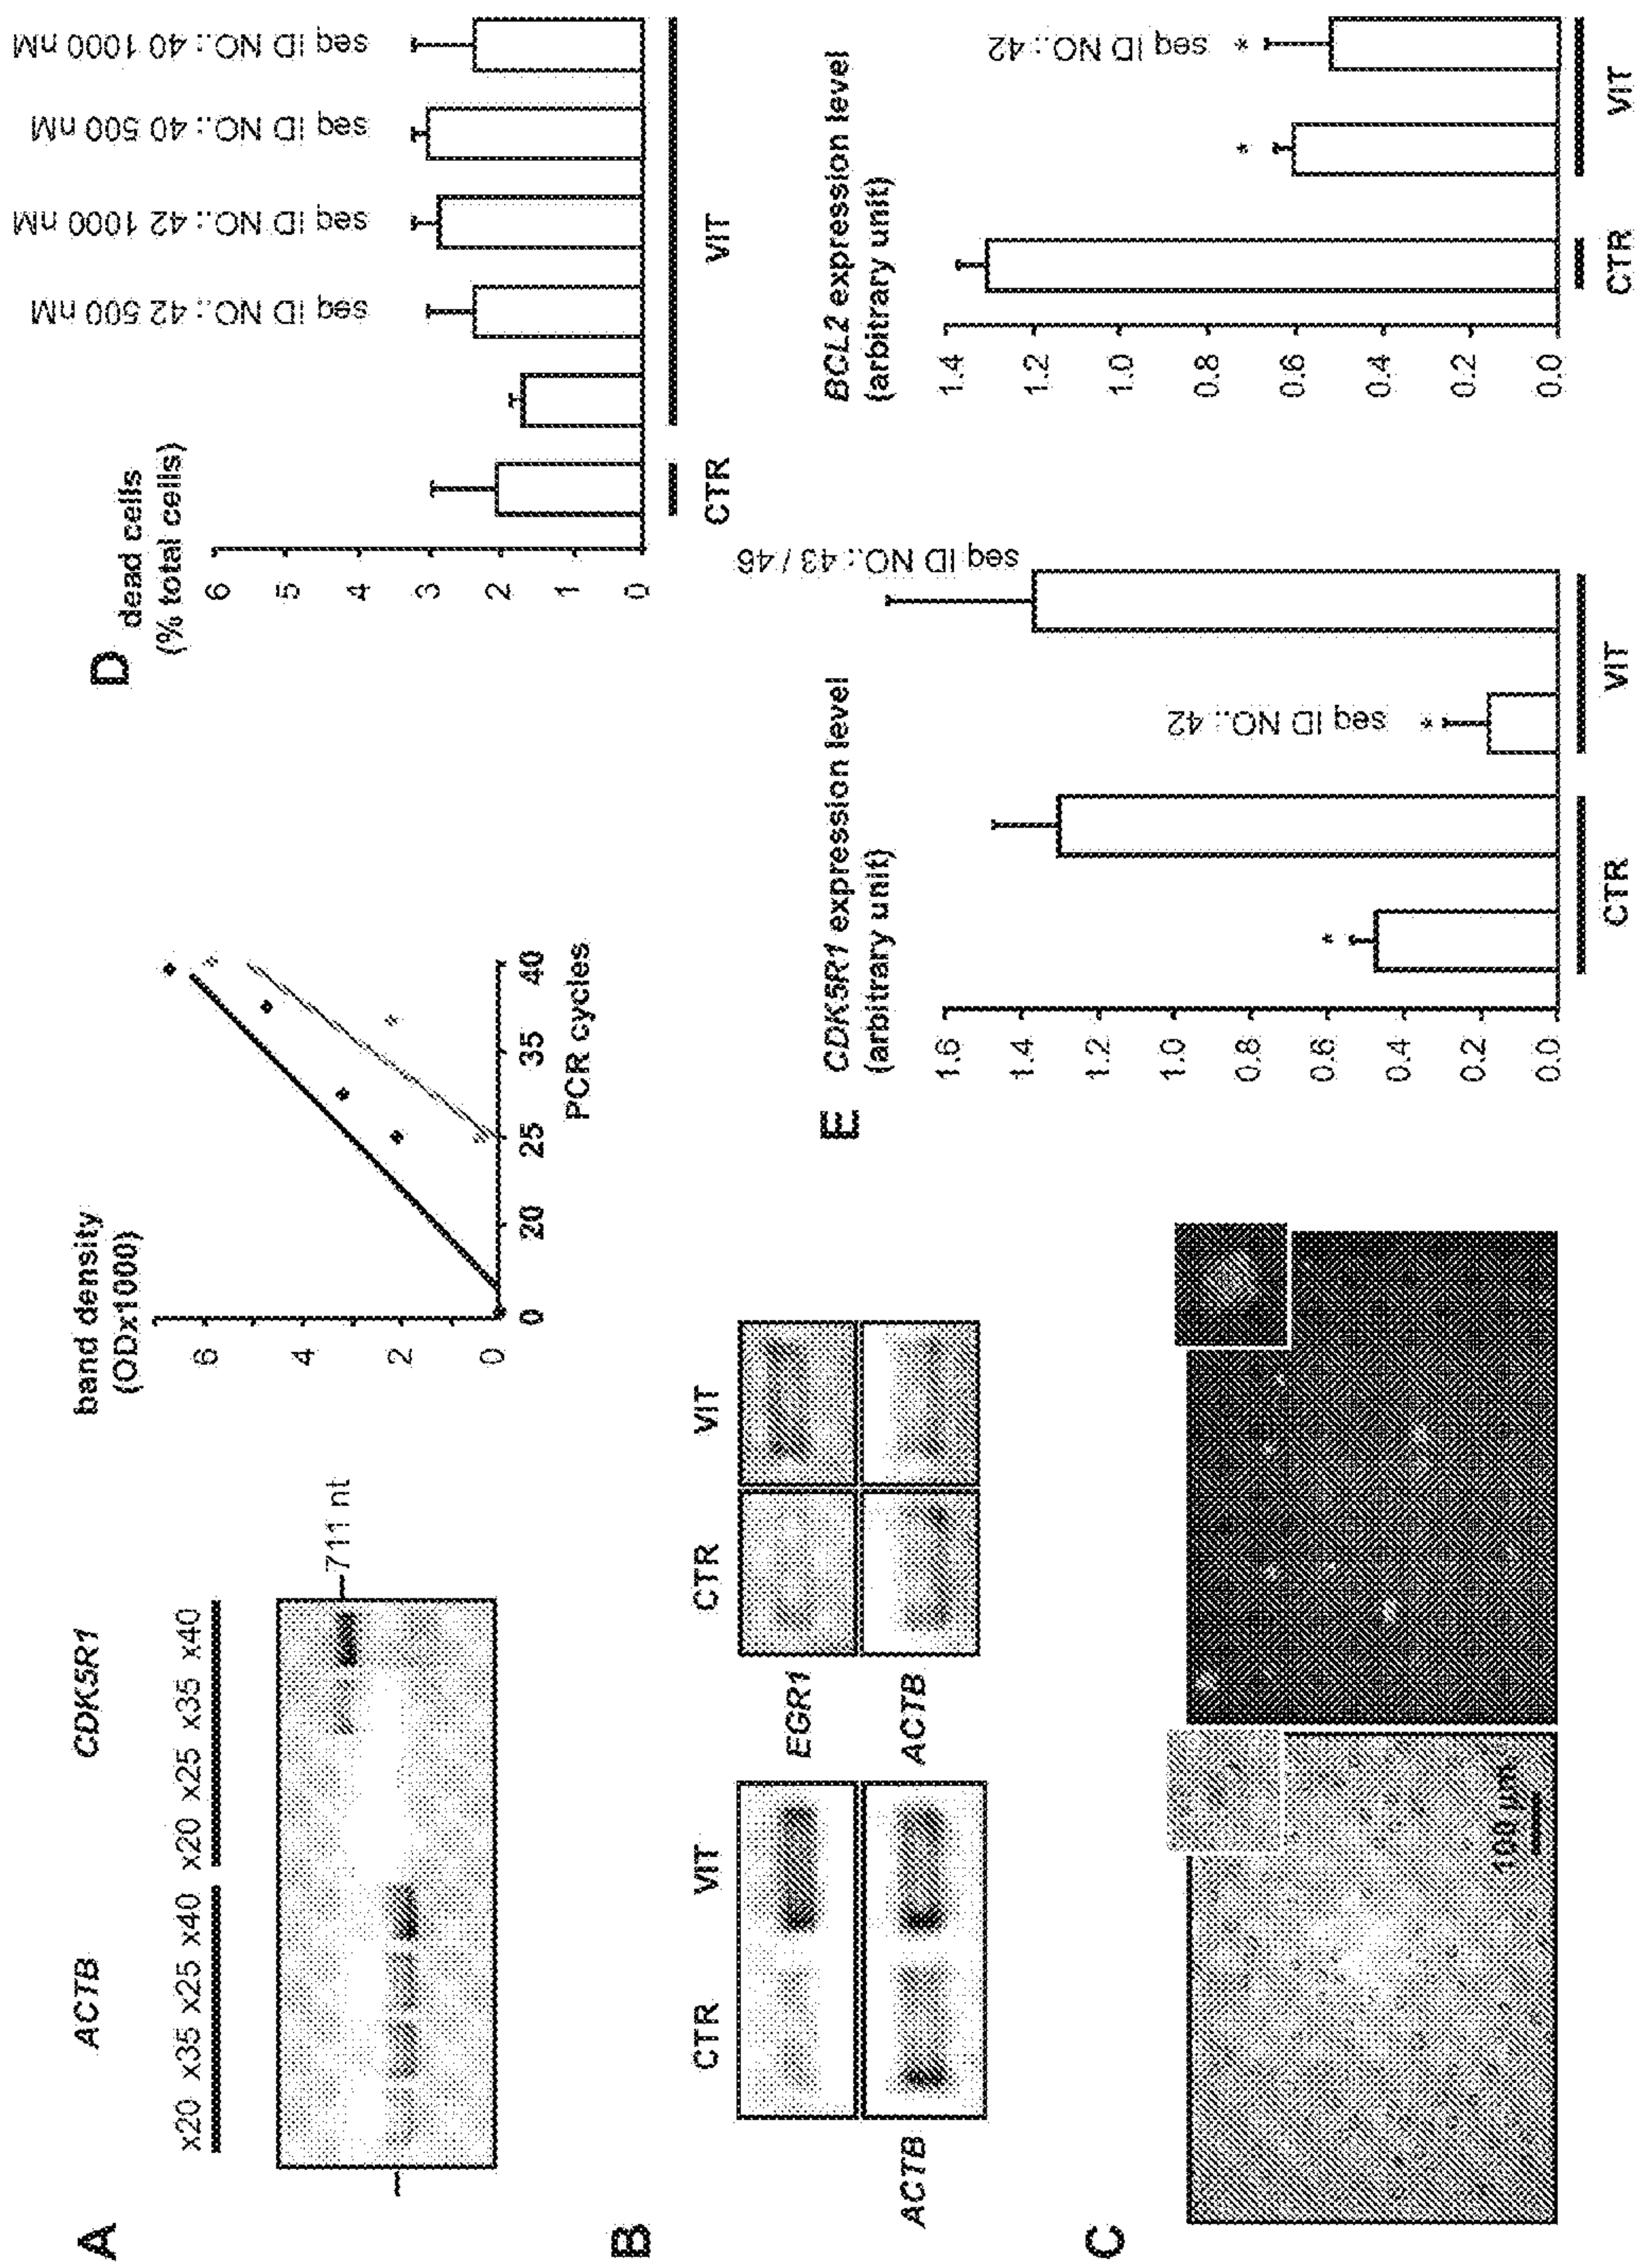 A
ACTB
CDK5R1
x20 x35 x25 x40
x20 x25 x35 x40
711 nt
band density
(ODx1000)
6
4
2
0
0 20 25 35 40
PCR cycles
B
CTR VIT
CTR VIT
EGR1
ACTB
ACTB
C
100 µm
D
dead cells
(% total cells)
6
5
4
3
2
1
0
seq ID NO.: 42 500 nM
seq ID NO.: 42 1000 nM
seq ID NO.: 40 500 nM
seq ID NO.: 40 1000 nM
CTR VIT
E
CDK5R1 expression level
(arbitrary unit)
1.6
1.4
1.2
1.0
0.8
0.6
0.4
0.2
0.0
*
* seq ID NO.: 42
seq ID NO.: 43 / 46
CTR VIT
BCL2 expression level
(arbitrary unit)
1.4
1.2
1.0
0.8
0.6
0.4
0.2
0.0
*
* seq ID NO.: 42
CTR VIT